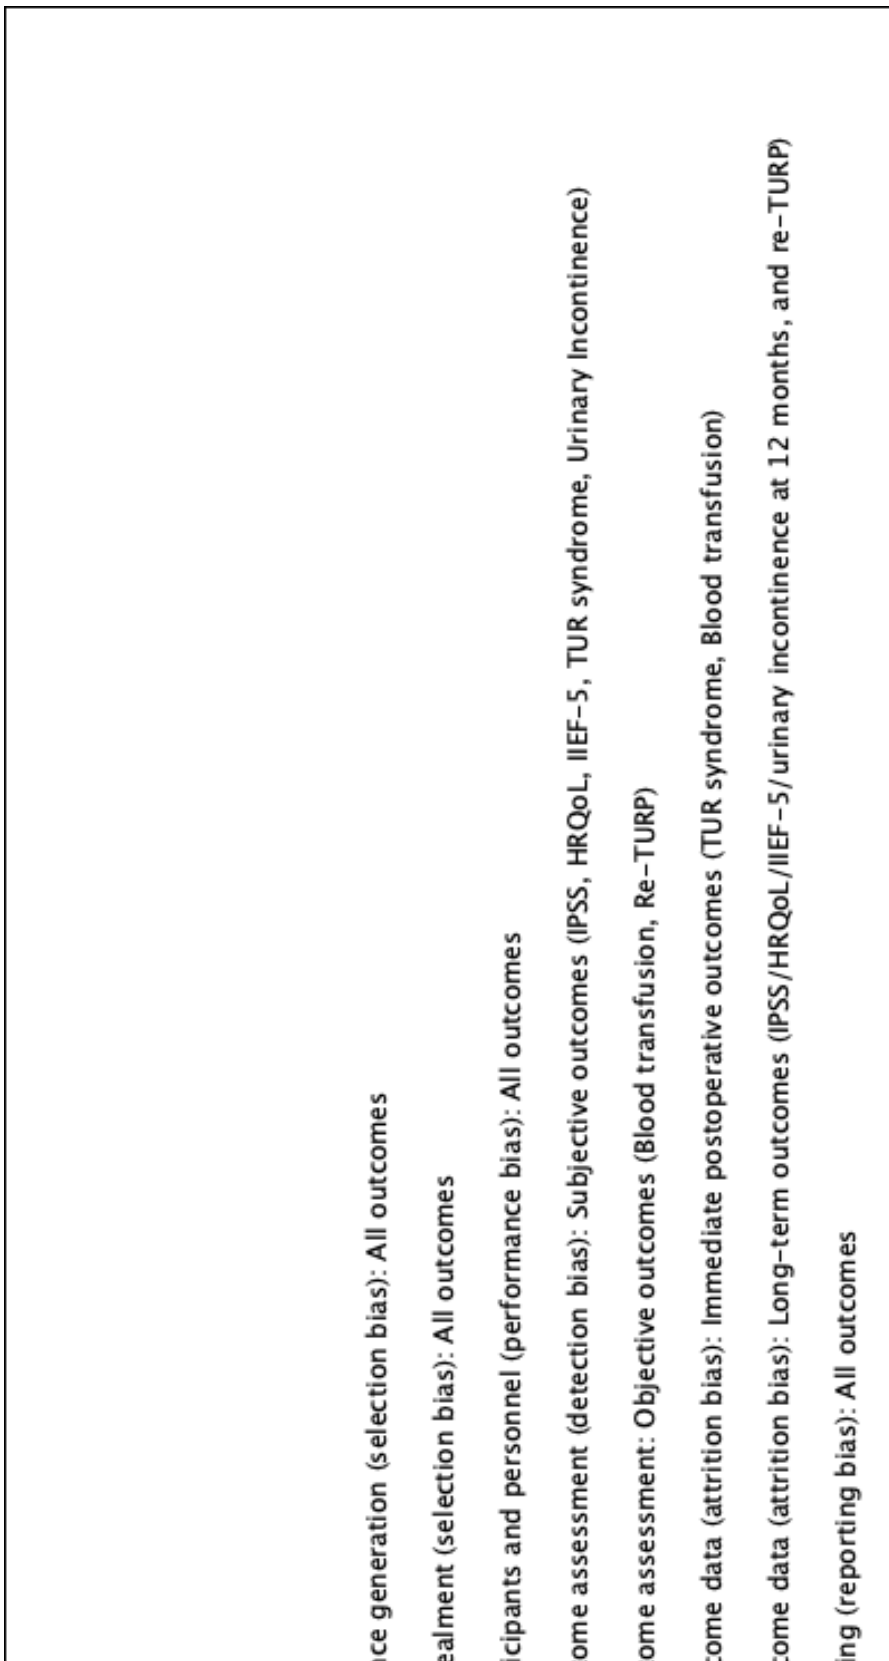 nce generation (selection bias): All outcomes
ealment (selection bias): All outcomes
icipants and personnel (performance bias): All outcomes
ome assessment (detection bias): Subjective outcomes (IPSS, HRQoL, IIEF–5, TUR syndrome, Urinary Incontinence)
ome assessment: Objective outcomes (Blood transfusion, Re–TURP)
come data (attrition bias): Immediate postoperative outcomes (TUR syndrome, Blood transfusion)
come data (attrition bias): Long–term outcomes (IPSS/HRQoL/IIEF–5/urinary incontinence at 12 months, and re–TURP)
ing (reporting bias): All outcomes